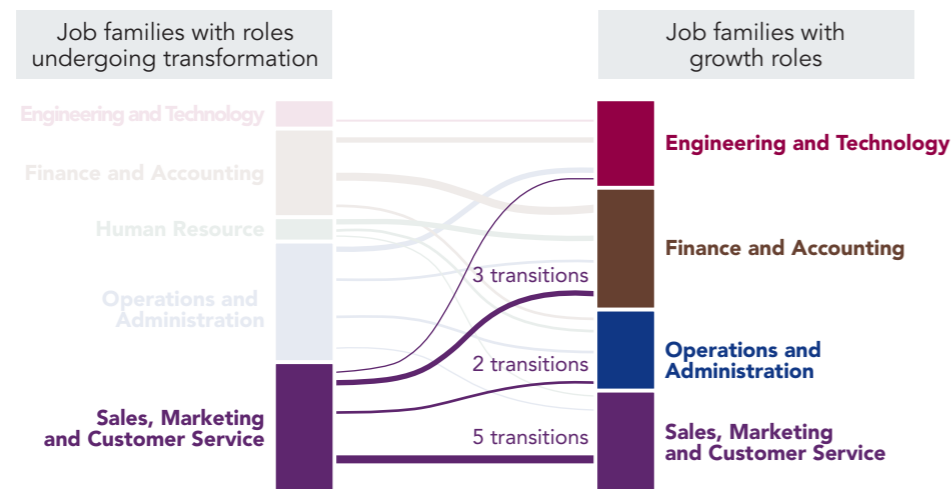 Job families with roles
undergoing transformation
Job families with
growth roles
Engineering and Technology
Finance and Accounting
Human Resource
Operations and
Administration
Sales, Marketing
and Customer Service
3 transitions
2 transitions
5 transitions
Engineering and Technology
Finance and Accounting
Operations and
Administration
Sales, Marketing
and Customer Service